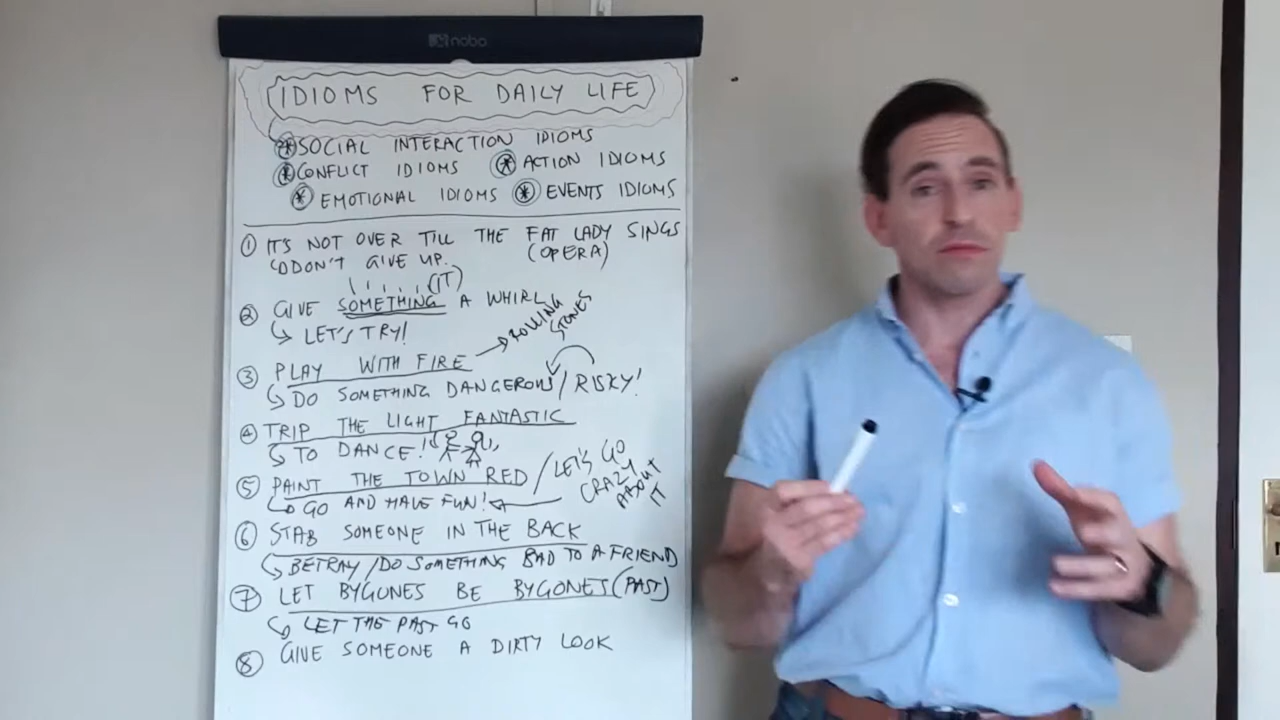 nobo
IDIOMS FOR DAILY LIFE
* SOCIAL INTERACTION IDIOMS
* CONFLICT IDIOMS * ACTION IDIOMS
* EMOTIONAL IDIOMS * EVENTS IDIOMS
1 IT'S NOT OVER TILL THE FAT LADY SINGS
DON'T GIVE UP. (OPERA)
(IT)
2 GIVE SOMETHING A WHIRL
LET'S TRY!
3 PLAY WITH FIRE → ROLLING STONES
DO SOMETHING DANGEROUS/RISKY!
4 TRIP THE LIGHT FANTASTIC
TO DANCE!
5 PAINT THE TOWN RED / LET'S GO CRAZY ABOUT IT
GO AND HAVE FUN!
6 STAB SOMEONE IN THE BACK
BETRAY/DO SOMETHING BAD TO A FRIEND
7 LET BYGONES BE BYGONES (PAST)
LET THE PAST GO
8 GIVE SOMEONE A DIRTY LOOK